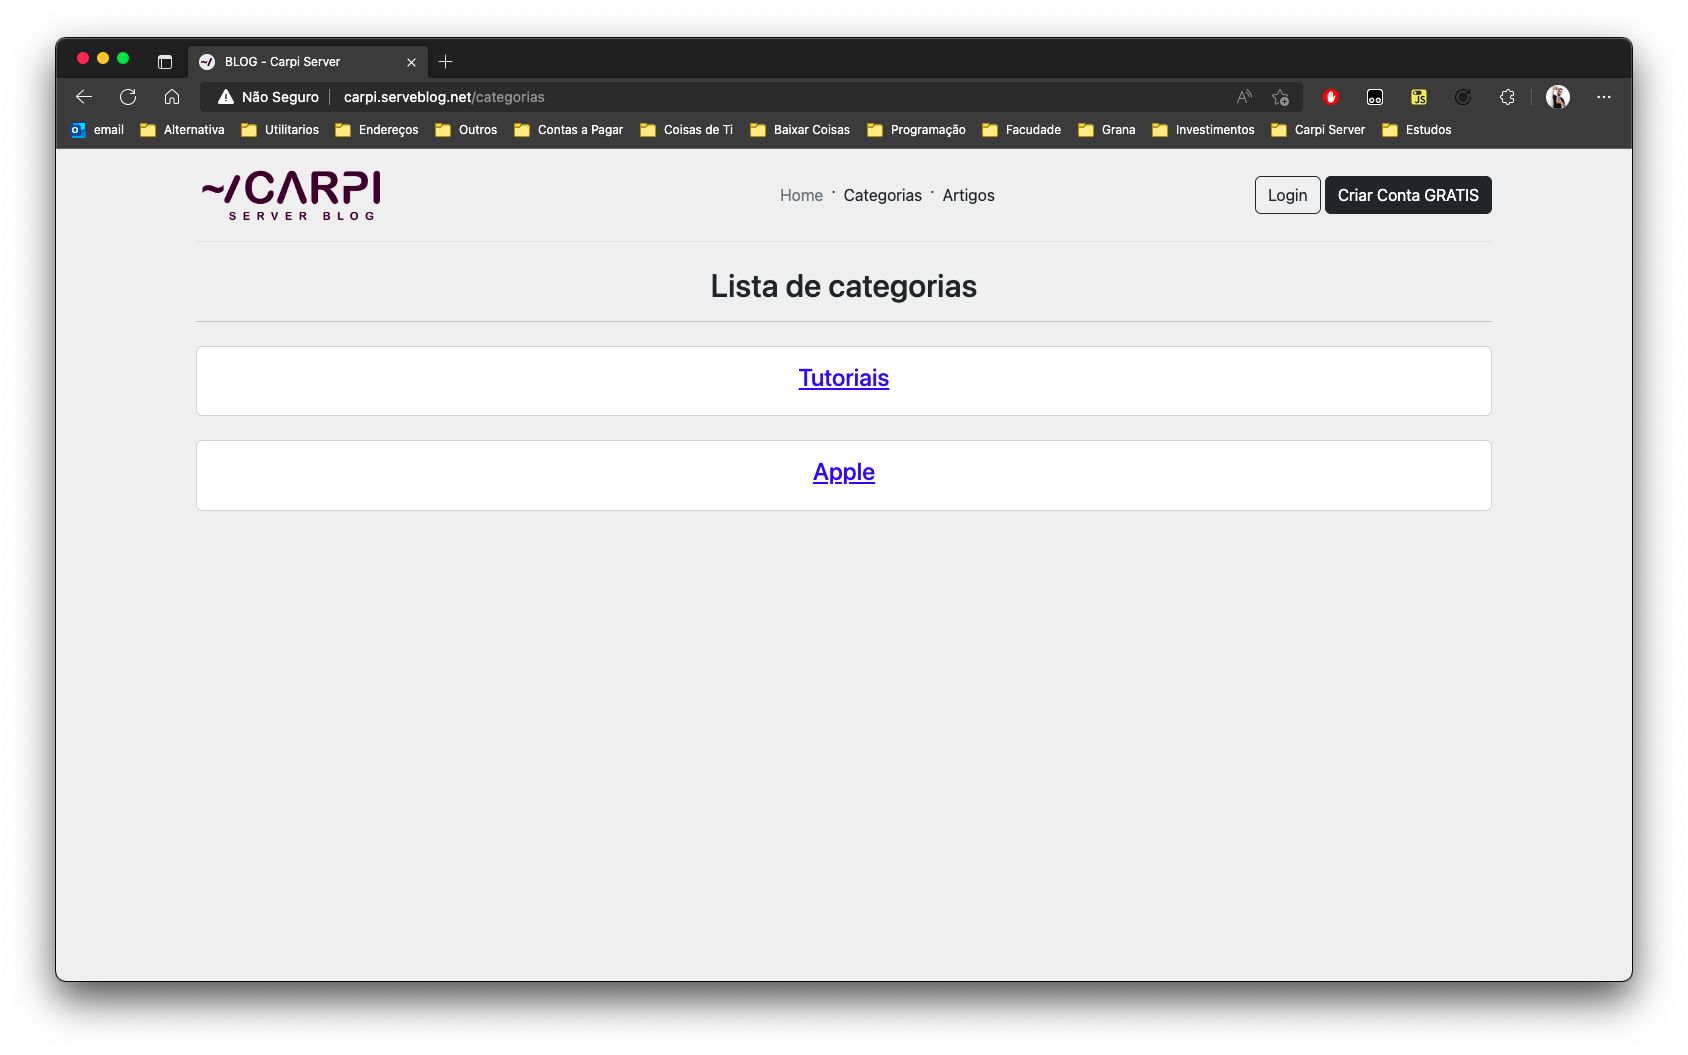 BLOG - Carpi Server
Não Seguro carpi.serveblog.net/categorias
email Alternativa Utilitarios Endereços Outros Contas a Pagar Coisas de Ti Baixar Coisas Programação Facudade Grana Investimentos Carpi Server Estudos
~/CARPI
SERVER BLOG
Home · Categorias · Artigos
Login Criar Conta GRATIS
Lista de categorias
Tutoriais
Apple